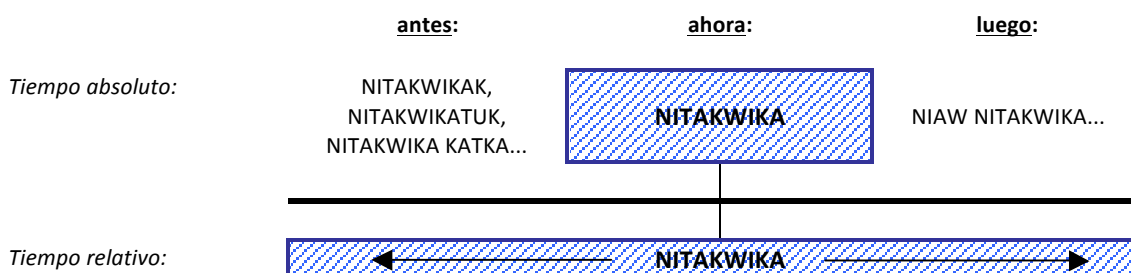 antes: ahora: luego:
Tiempo absoluto: NITAKWIKAK,
NITAKWIKATUK, NITAKWIKA NIAW NITAKWIKA...
NITAKWIKA KATKA...
Tiempo relativo: NITAKWIKA